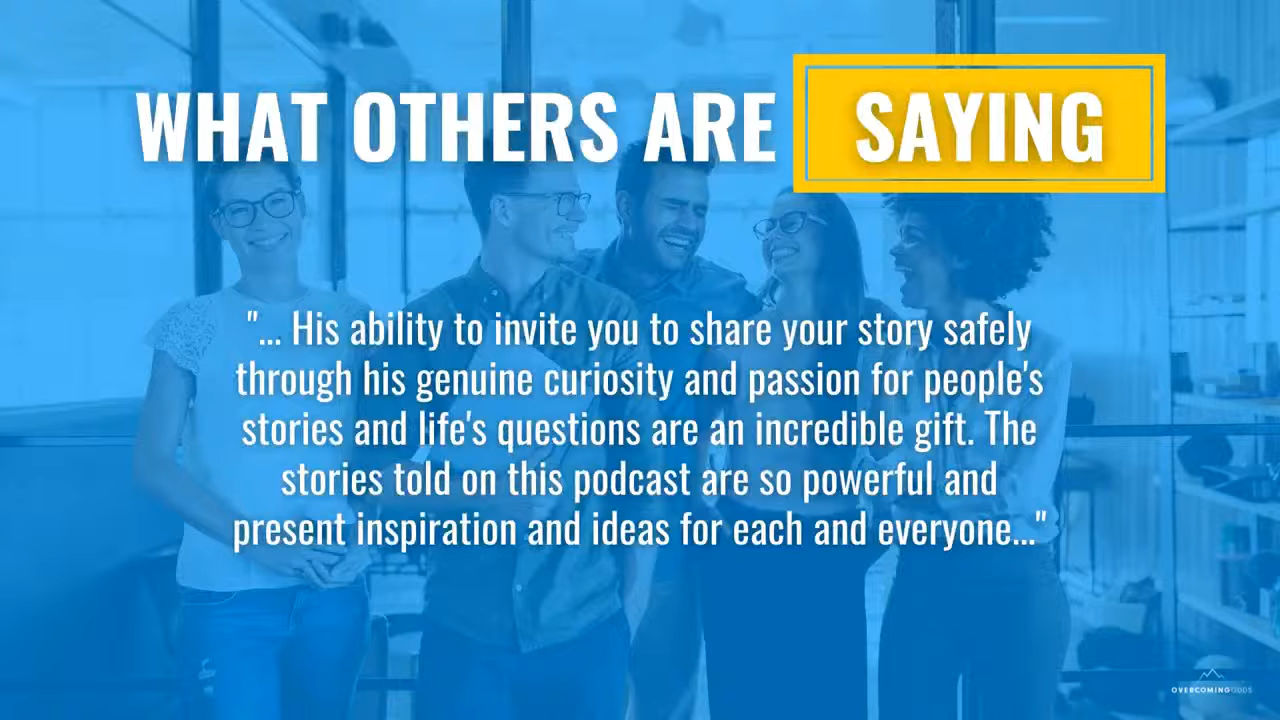 WHAT OTHERS ARE SAYING
"... His ability to invite you to share your story safely
through his genuine curiosity and passion for people's
stories and life's questions are an incredible gift. The
stories told on this podcast are so powerful and
present inspiration and ideas for each and everyone..."
OVERCOMINGODDS